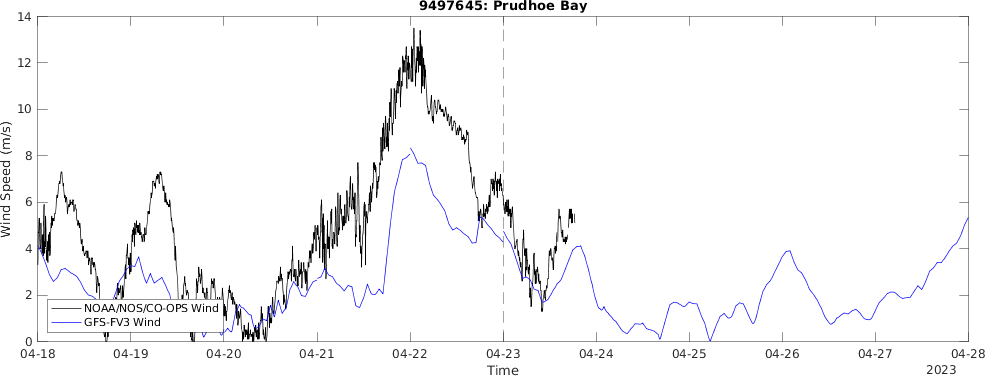 9497645: Prudhoe Bay
14
12
10
8
6
4
2
0
Wind Speed (m/s)
NOAA/NOS/CO-OPS Wind
GFS-FV3 Wind
04-18 04-19 04-20 04-21 04-22 04-23 04-24 04-25 04-26 04-27 04-28
Time
2023